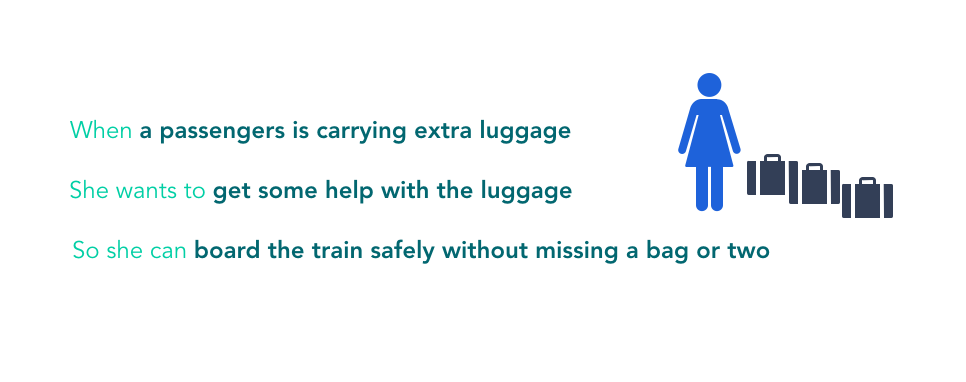 When a passengers is carrying extra luggage
She wants to get some help with the luggage
So she can board the train safely without missing a bag or two